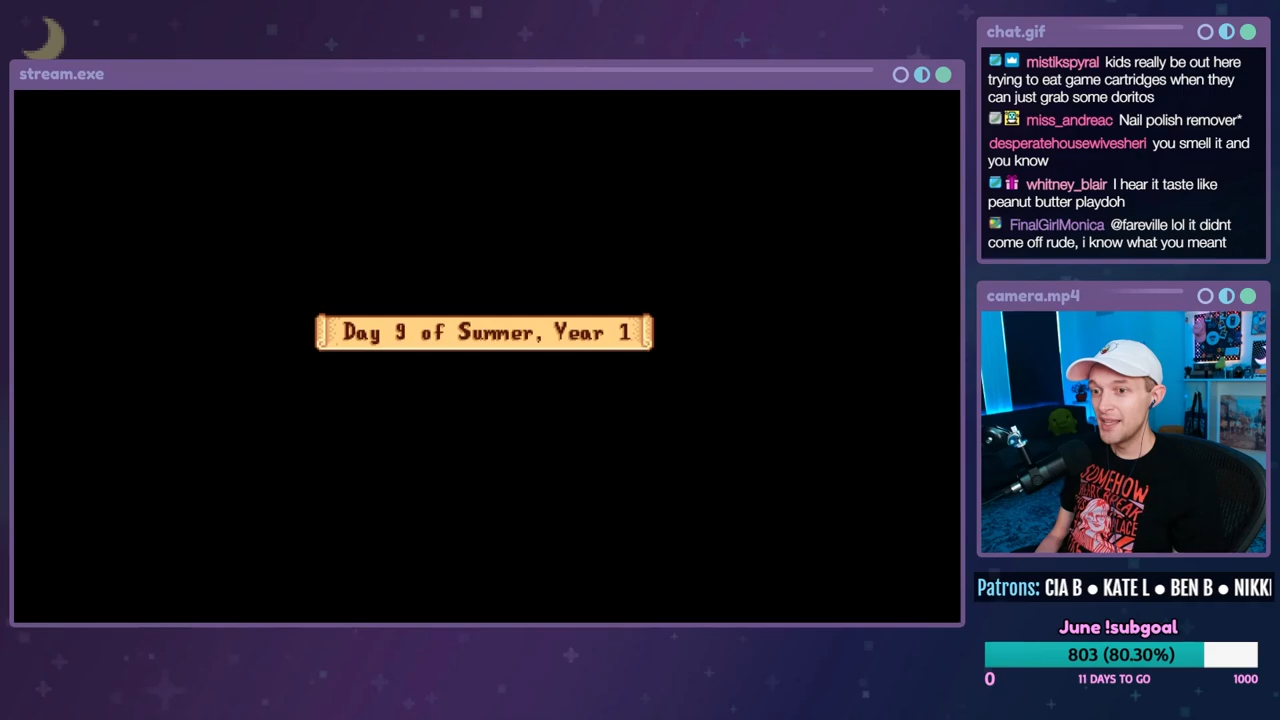 stream.exe
Day 9 of Summer, Year 1
chat.gif
mistikspyral kids really be out here
trying to eat game cartridges when they
can just grab some doritos
miss_andreac Nail polish remover*
desperatehousewivesherl you smell it and
you know
whitney_blair I hear it taste like
peanut butter playdoh
FinalGirlMonica @fareville lol it didnt
come off rude, i know what you meant
camera.mp4
SOMEHOW
HEART BREAK
PLACE
Patrons: CIA B ● KATE L ● BEN B ● NIKKI
June !subgoal
803 (80.30%)
0 11 DAYS TO GO 1000